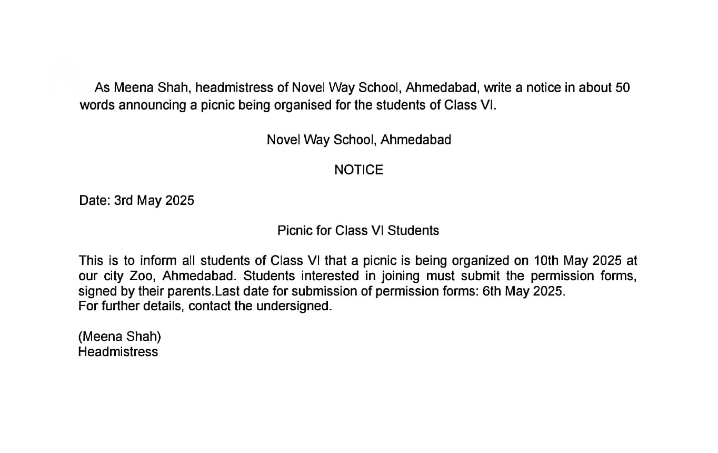 As Meena Shah, headmistress of Novel Way School, Ahmedabad, write a notice in about 50
words announcing a picnic being organised for the students of Class VI.
Novel Way School, Ahmedabad
NOTICE
Date: 3rd May 2025
Picnic for Class VI Students
This is to inform all students of Class VI that a picnic is being organized on 10th May 2025 at
our city Zoo, Ahmedabad. Students interested in joining must submit the permission forms,
signed by their parents.Last date for submission of permission forms: 6th May 2025.
For further details, contact the undersigned.
(Meena Shah)
Headmistress